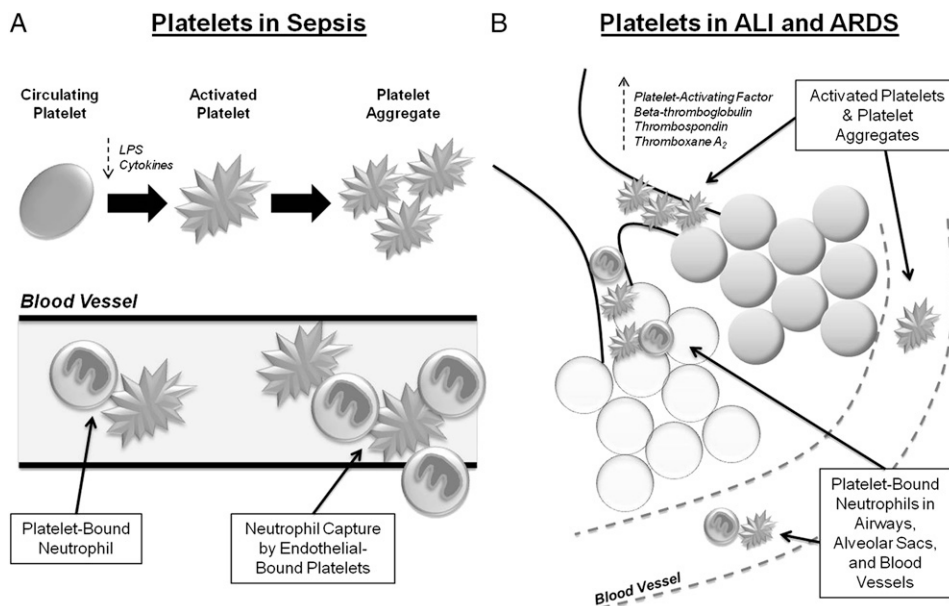 A
Platelets in Sepsis
Circulating
Platelet
Activated
Platelet
Platelet
Aggregate
LPS
Cytokines
Blood Vessel
Platelet-Bound
Neutrophil
Neutrophil Capture
by Endothelial-
Bound Platelets
B
Platelets in ALI and ARDS
Platelet-Activating Factor
Beta-thromboglobulin
Thrombospondin
Thromboxane A₂
Activated Platelets
& Platelet
Aggregates
Platelet-Bound
Neutrophils in
Airways,
Alveolar Sacs,
and Blood
Vessels
Blood Vessel